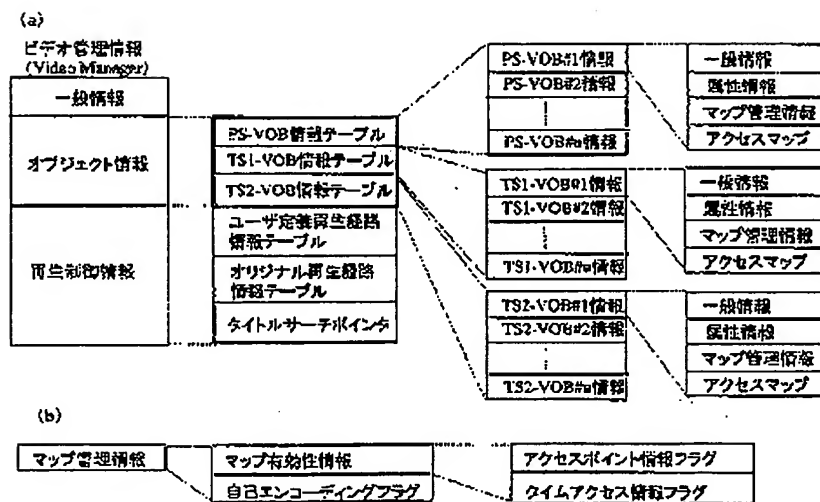 (a)
ビデオ管理情報
(Video Manager)
一般情報
オブジェクト情報
再生制御情報
PS-VOB情報テーブル
TS1-VOB情報テーブル
TS2-VOB情報テーブル
ユーザ定義再生経路
情報テーブル
オリジナル再生経路
情報テーブル
タイトルサーチポインタ
PS-VOB#1情報
PS-VOB#2情報
PS-VOB#n情報
TS1-VOB#1情報
TS1-VOB#2情報
TS1-VOB#n情報
TS2-VOB#1情報
TS2-VOB#2情報
TS2-VOB#n情報
一般情報
属性情報
マップ管理情報
アクセスマップ
一般情報
属性情報
マップ管理情報
アクセスマップ
一般情報
属性情報
マップ管理情報
アクセスマップ
(b)
マップ管理情報
マップ有効性情報
自己エンコーディングフラグ
アクセスポイント情報フラグ
タイムアクセス情報フラグ